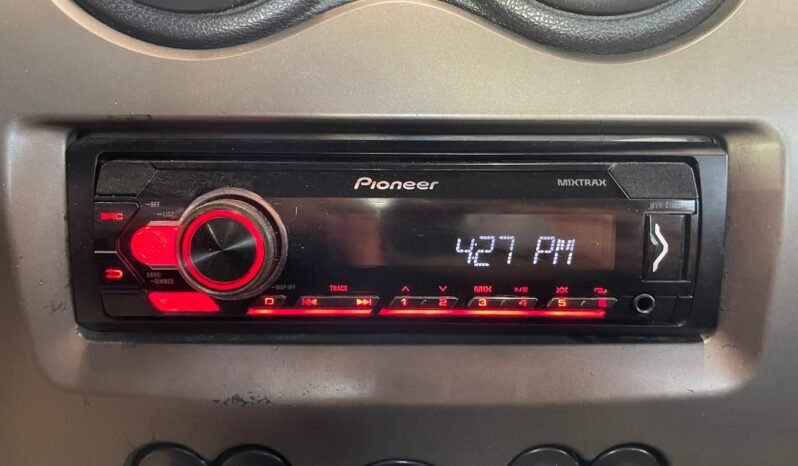 Pioneer MIXTRAX
OFF
LIST
SRC
4:27 PM
BAND
DIMMER
DISP OFF TRACK MIX
D 1 2 3 4 5 6